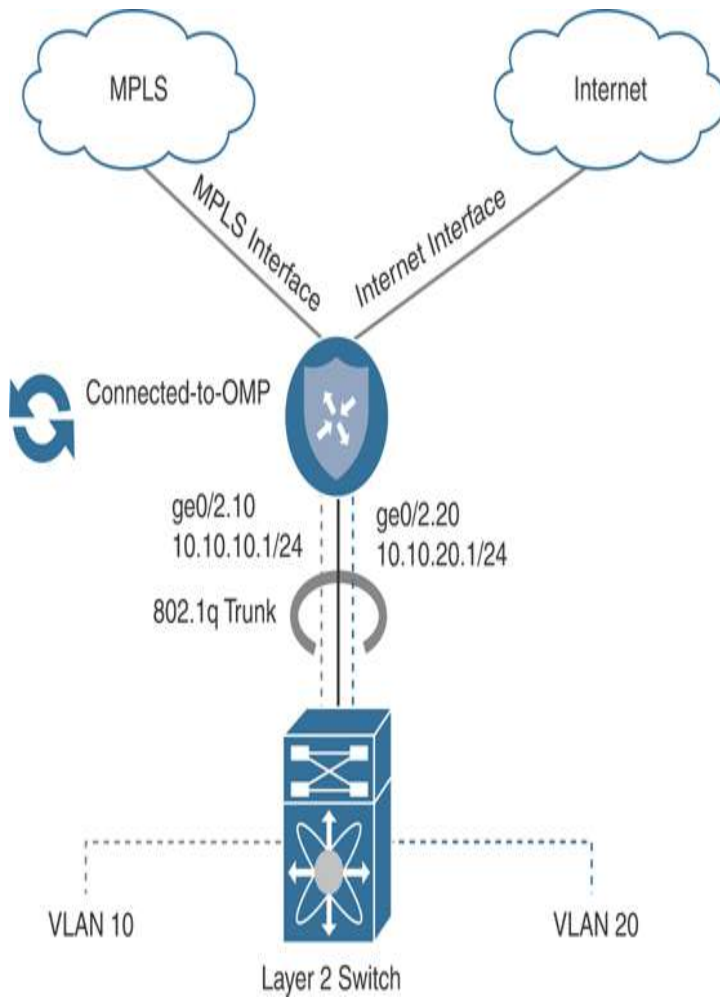 MPLS
Internet
MPLS Interface
Internet Interface
Connected-to-OMP
ge0/2.10
10.10.10.1/24
ge0/2.20
10.10.20.1/24
802.1q Trunk
VLAN 10
VLAN 20
Layer 2 Switch